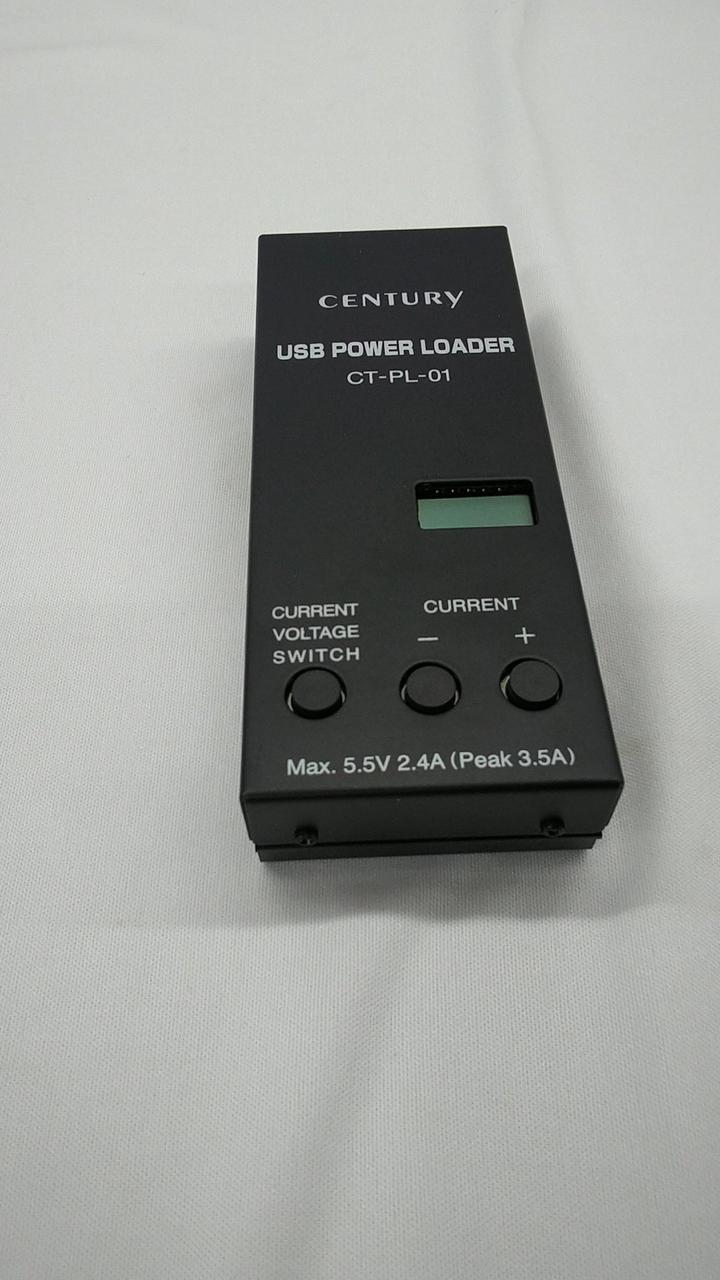 CENTURY
USB POWER LOADER
CT-PL-01
CURRENT
VOLTAGE
SWITCH
CURRENT
− +
Max. 5.5V 2.4A (Peak 3.5A)